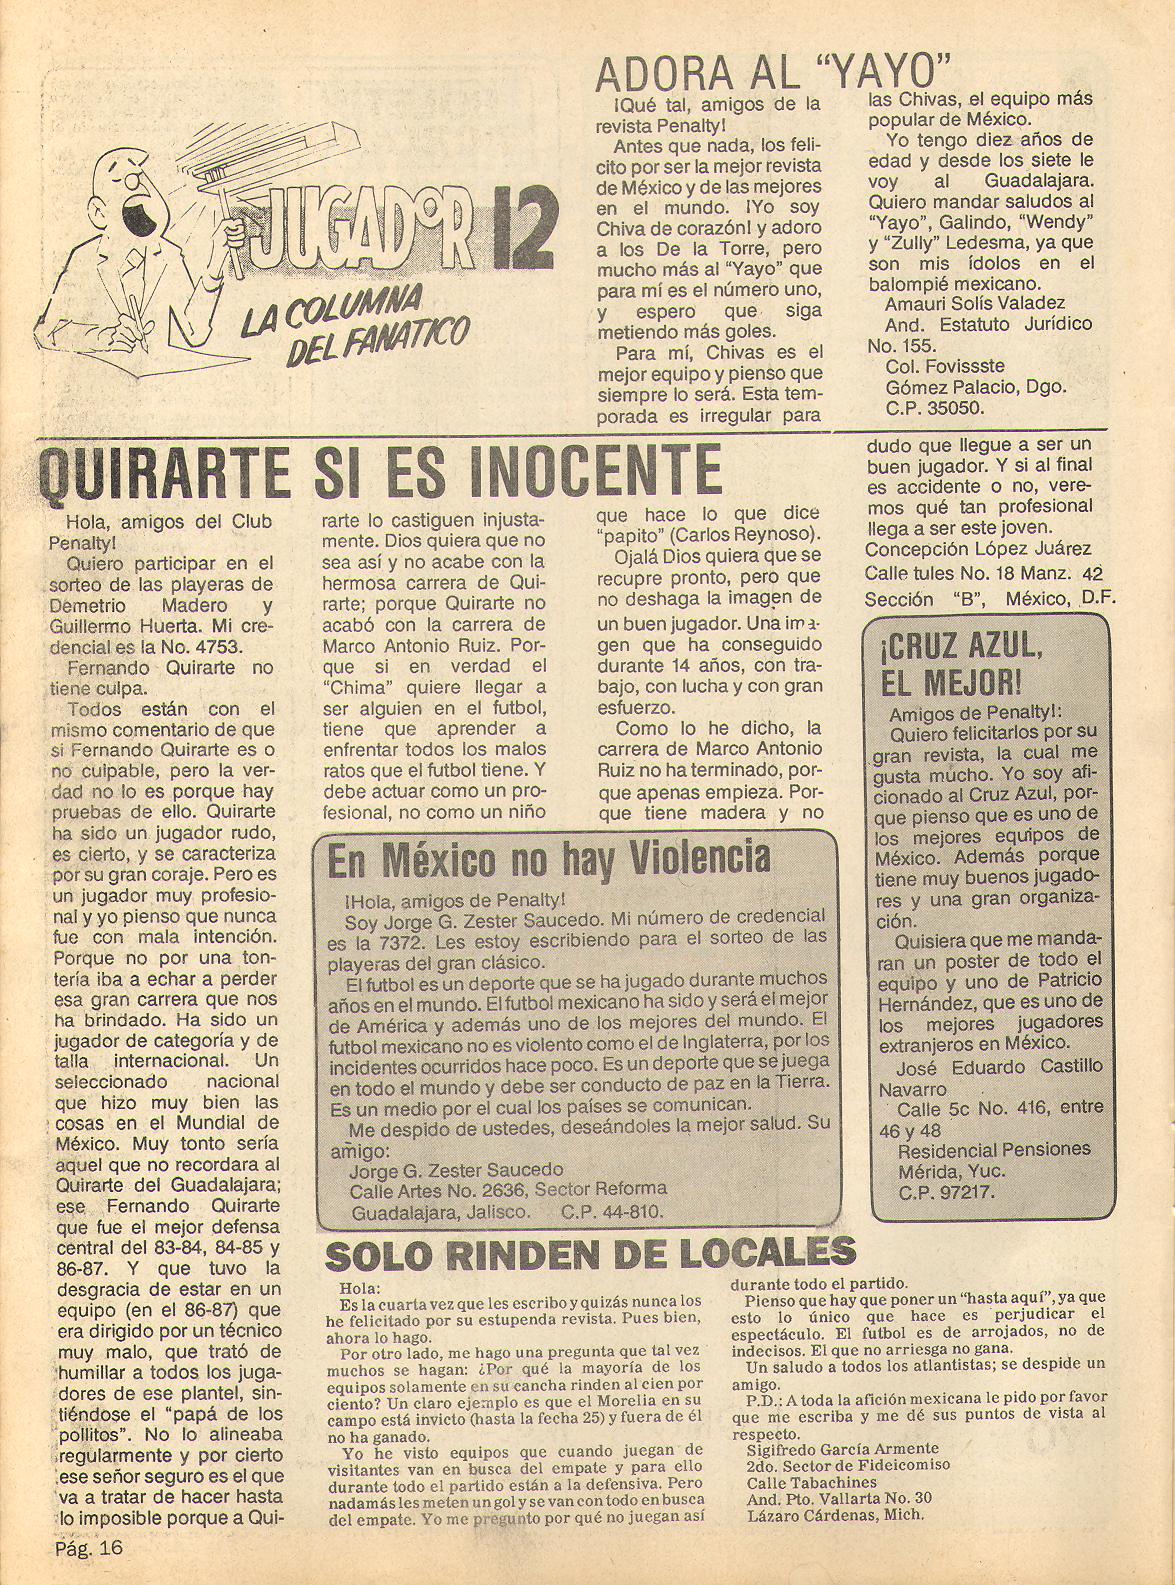 JUGADOR 12
LA COLUMNA
DEL FANATICO
ADORA AL “YAYO”
¡Qué tal, amigos de la
revista Penalty!
Antes que nada, los feli-
cito por ser la mejor revista
de México y de las mejores
en el mundo. ¡Yo soy
Chiva de corazón! y adoro
a los De la Torre, pero
mucho más al “Yayo” que
para mí es el número uno,
y espero que siga
metiendo más goles.
Para mí, Chivas es el
mejor equipo y pienso que
siempre lo será. Esta tem-
porada es irregular para
las Chivas, el equipo más
popular de México.
Yo tengo diez años de
edad y desde los siete le
voy al Guadalajara.
Quiero mandar saludos al
“Yayo”, Galindo, “Wendy”
y “Zully” Ledesma, ya que
son mis ídolos en el
balompié mexicano.
Amauri Solís Valadez
And. Estatuto Jurídico
No. 155.
Col. Fovissste
Gómez Palacio, Dgo.
C.P. 35050.
QUIRARTE SI ES INOCENTE
Hola, amigos del Club
Penalty!
Quiero participar en el
sorteo de las playeras de
Demetrio Madero y
Guillermo Huerta. Mi cre-
dencial es la No. 4753.
Fernando Quirarte no
tiene culpa.
Todos están con el
mismo comentario de que
si Fernando Quirarte es o
no culpable, pero la ver-
dad no lo es porque hay
pruebas de ello. Quirarte
ha sido un jugador rudo,
es cierto, y se caracteriza
por su gran coraje. Pero es
un jugador muy profesio-
nal y yo pienso que nunca
fue con mala intención.
Porque no por una ton-
tería iba a echar a perder
esa gran carrera que nos
ha brindado. Ha sido un
jugador de categoría y de
talla internacional. Un
seleccionado nacional
que hizo muy bien las
cosas en el Mundial de
México. Muy tonto sería
aquel que no recordara al
Quirarte del Guadalajara;
ese Fernando Quirarte
que fue el mejor defensa
central del 83-84, 84-85 y
86-87. Y que tuvo la
desgracia de estar en un
equipo (en el 86-87) que
era dirigido por un técnico
muy malo, que trató de
humillar a todos los juga-
dores de ese plantel, sin-
tiéndose el “papá de los
pollitos”. No lo alineaba
regularmente y por cierto
ese señor seguro es el que
va a tratar de hacer hasta
lo imposible porque a Qui-
rarte lo castiguen injusta-
mente. Dios quiera que no
sea así y no acabe con la
hermosa carrera de Qui-
rarte; porque Quirarte no
acabó con la carrera de
Marco Antonio Ruiz. Por-
que si en verdad el
“Chima” quiere llegar a
ser alguien en el futbol,
tiene que aprender a
enfrentar todos los malos
ratos que el futbol tiene. Y
debe actuar como un pro-
fesional, no como un niño
que hace lo que dice
“papito” (Carlos Reynoso).
Ojalá Dios quiera que se
recupre pronto, pero que
no deshaga la imagen de
un buen jugador. Una ima-
gen que ha conseguido
durante 14 años, con tra-
bajo, con lucha y con gran
esfuerzo.
Como lo he dicho, la
carrera de Marco Antonio
Ruiz no ha terminado, por-
que apenas empieza. Por-
que tiene madera y no
dudo que llegue a ser un
buen jugador. Y si al final
es accidente o no, vere-
mos qué tan profesional
llega a ser este joven.
Concepción López Juárez
Calle tules No. 18 Manz. 42
Sección “B”, México, D.F.
En México no hay Violencia
¡Hola, amigos de Penalty!
Soy Jorge G. Zester Saucedo. Mi número de credencial
es la 7372. Les estoy escribiendo para el sorteo de las
playeras del gran clásico.
El futbol es un deporte que se ha jugado durante muchos
años en el mundo. El futbol mexicano ha sido y será el mejor
de América y además uno de los mejores del mundo. El
futbol mexicano no es violento como el de Inglaterra, por los
incidentes ocurridos hace poco. Es un deporte que se juega
en todo el mundo y debe ser conducto de paz en la Tierra.
Es un medio por el cual los países se comunican.
Me despido de ustedes, deseándoles la mejor salud. Su
amigo:
Jorge G. Zester Saucedo
Calle Artes No. 2636, Sector Reforma
Guadalajara, Jalisco. C.P. 44-810.
¡CRUZ AZUL,
EL MEJOR!
Amigos de Penalty!:
Quiero felicitarlos por su
gran revista, la cual me
gusta mucho. Yo soy afi-
cionado al Cruz Azul, por-
que pienso que es uno de
los mejores equipos de
México. Además porque
tiene muy buenos jugado-
res y una gran organiza-
ción.
Quisiera que me manda-
ran un poster de todo el
equipo y uno de Patricio
Hernández, que es uno de
los mejores jugadores
extranjeros en México.
José Eduardo Castillo
Navarro
Calle 5c No. 416, entre
46 y 48
Residencial Pensiones
Mérida, Yuc.
C.P. 97217.
SOLO RINDEN DE LOCALES
Hola:
Es la cuarta vez que les escribo y quizás nunca los
he felicitado por su estupenda revista. Pues bien,
ahora lo hago.
Por otro lado, me hago una pregunta que tal vez
muchos se hagan: ¿Por qué la mayoría de los
equipos solamente en su cancha rinden al cien por
ciento? Un claro ejemplo es que el Morelia en su
campo está invicto (hasta la fecha 25) y fuera de él
no ha ganado.
Yo he visto equipos que cuando juegan de
visitantes van en busca del empate y para ello
durante todo el partido están a la defensiva. Pero
nadamás les meten un gol y se van con todo en busca
del empate. Yo me pregunto por qué no juegan así
durante todo el partido.
Pienso que hay que poner un “hasta aquí”, ya que
esto lo único que hace es perjudicar el
espectáculo. El futbol es de arrojados, no de
indecisos. El que no arriesga no gana.
Un saludo a todos los atlantistas; se despide un
amigo.
P.D.: A toda la afición mexicana le pido por favor
que me escriba y me dé sus puntos de vista al
respecto.
Sigifredo García Armente
2do. Sector de Fideicomiso
Calle Tabachines
And. Pto. Vallarta No. 30
Lázaro Cárdenas, Mich.
Pág. 16